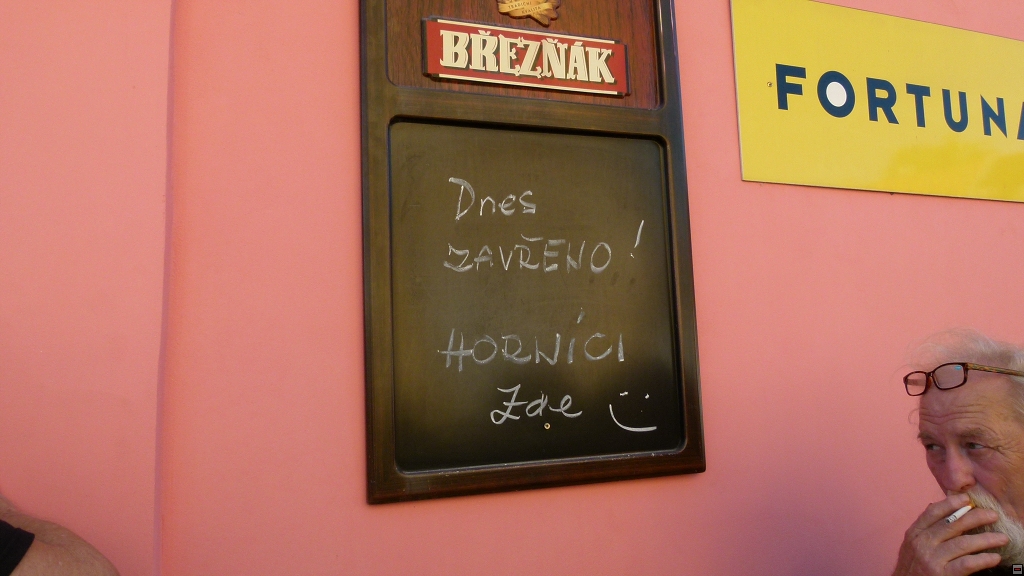 BŘEZŇÁK
FORTUNA
Dnes
ZAVŘENO!
HORNÍCI
Zde :)